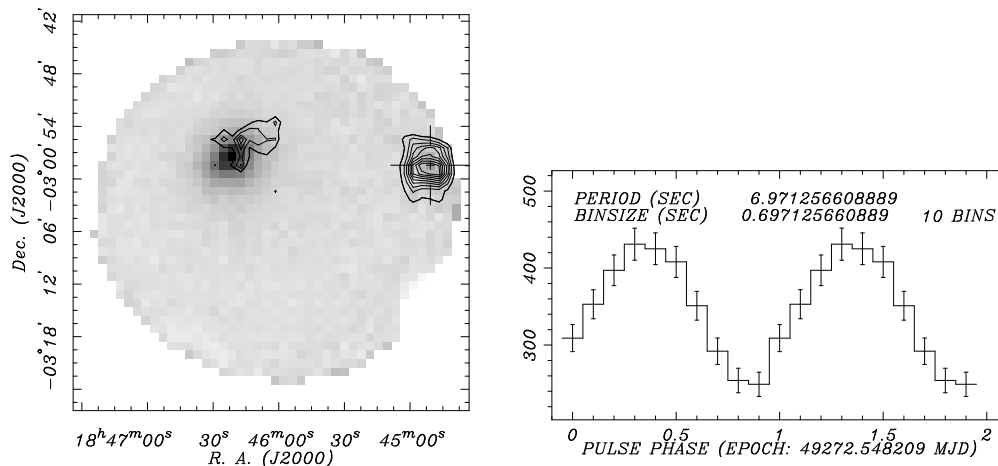 42'
48'
54'
−03°00'
06'
12'
−03°18'
Dec. (J2000)
18ʰ47ᵐ00ˢ 30ˢ 46ᵐ00ˢ 30ˢ 45ᵐ00ˢ
R. A. (J2000)
PERIOD (SEC) 6.971256608889
BINSIZE (SEC) 0.697125660889 10 BINS
500
400
300
0 0.5 1 1.5 2
PULSE PHASE (EPOCH: 49272.548209 MJD)